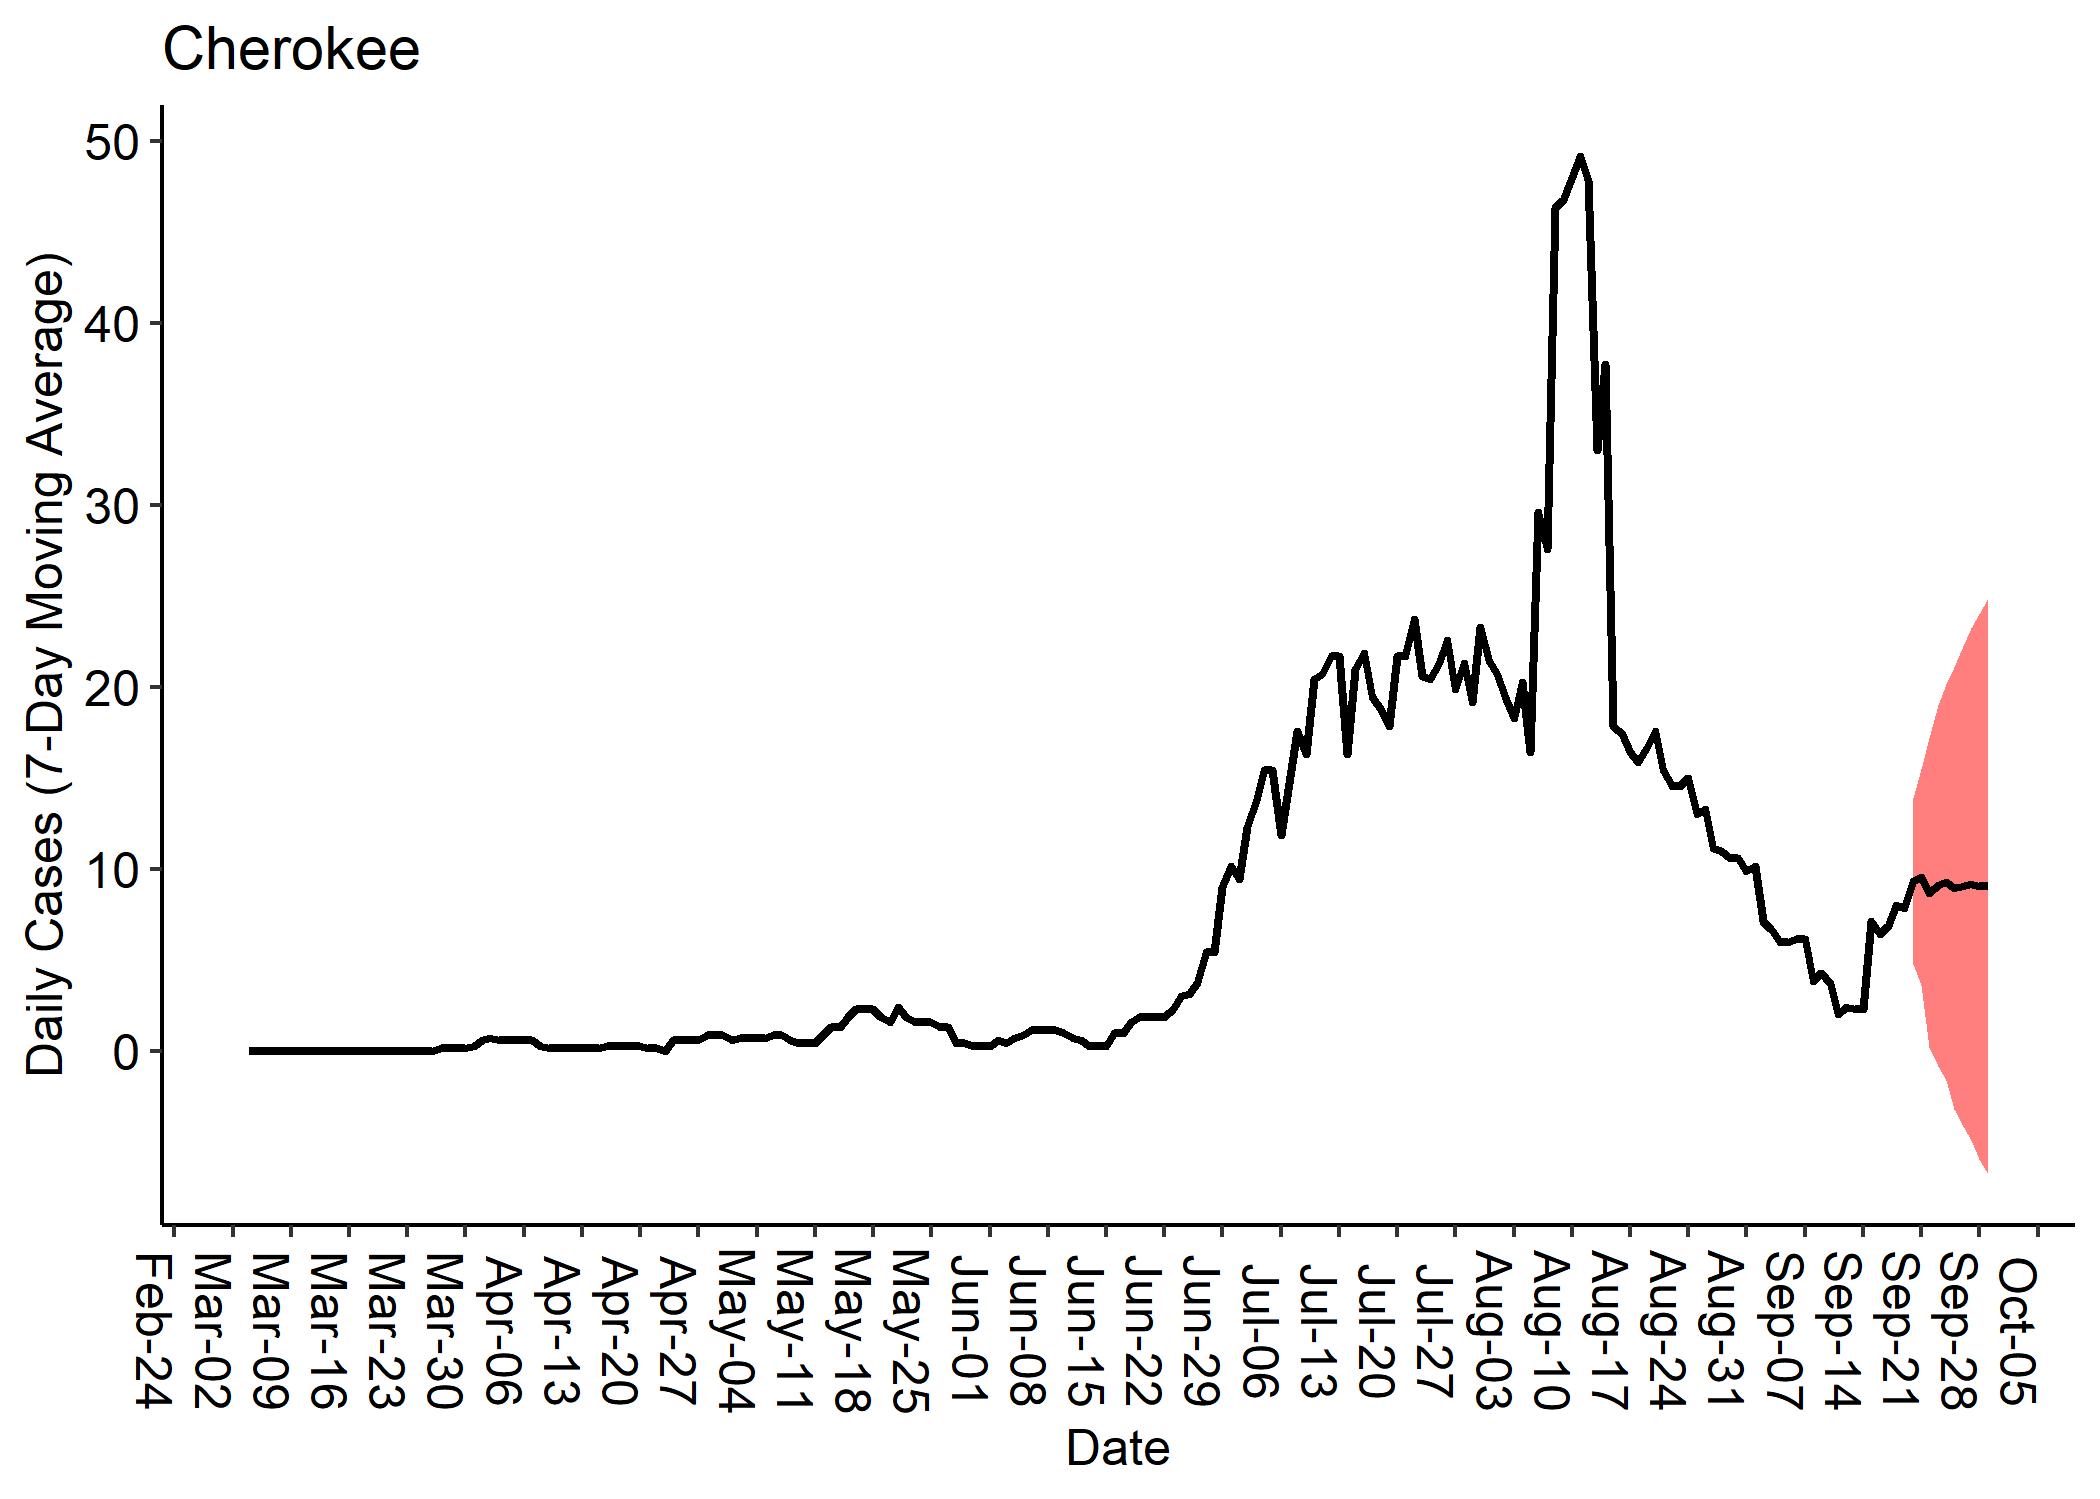 Cherokee
Daily Cases (7-Day Moving Average)
50
40
30
20
10
0
Feb-24
Mar-02
Mar-09
Mar-16
Mar-23
Mar-30
Apr-06
Apr-13
Apr-20
Apr-27
May-04
May-11
May-18
May-25
Jun-01
Jun-08
Jun-15
Jun-22
Jun-29
Jul-06
Jul-13
Jul-20
Jul-27
Aug-03
Aug-10
Aug-17
Aug-24
Aug-31
Sep-07
Sep-14
Sep-21
Sep-28
Oct-05
Date